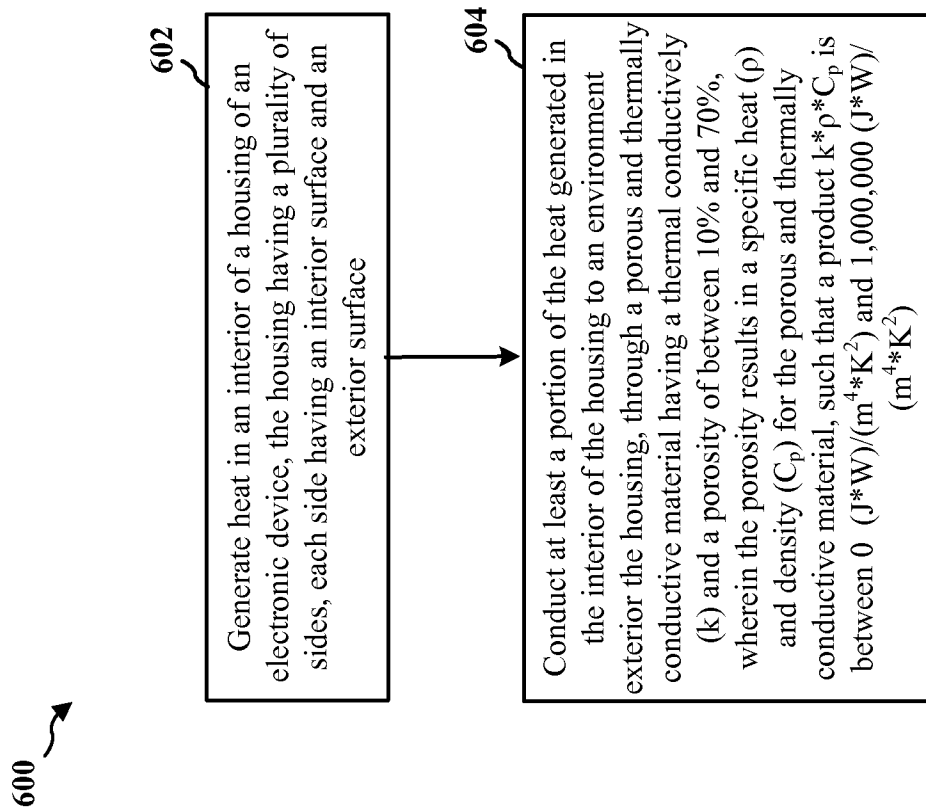 600
602
Generate heat in an interior of a housing of an
electronic device, the housing having a plurality of
sides, each side having an interior surface and an
exterior surface
604
Conduct at least a portion of the heat generated in
the interior of the housing to an environment
exterior the housing, through a porous and thermally
conductive material having a thermal conductively
(k) and a porosity of between 10% and 70%,
wherein the porosity results in a specific heat (ρ)
and density (Cₚ) for the porous and thermally
conductive material, such that a product k*ρ*Cₚ is
between 0 (J*W)/(m⁴*K²) and 1,000,000 (J*W)/
(m⁴*K²)